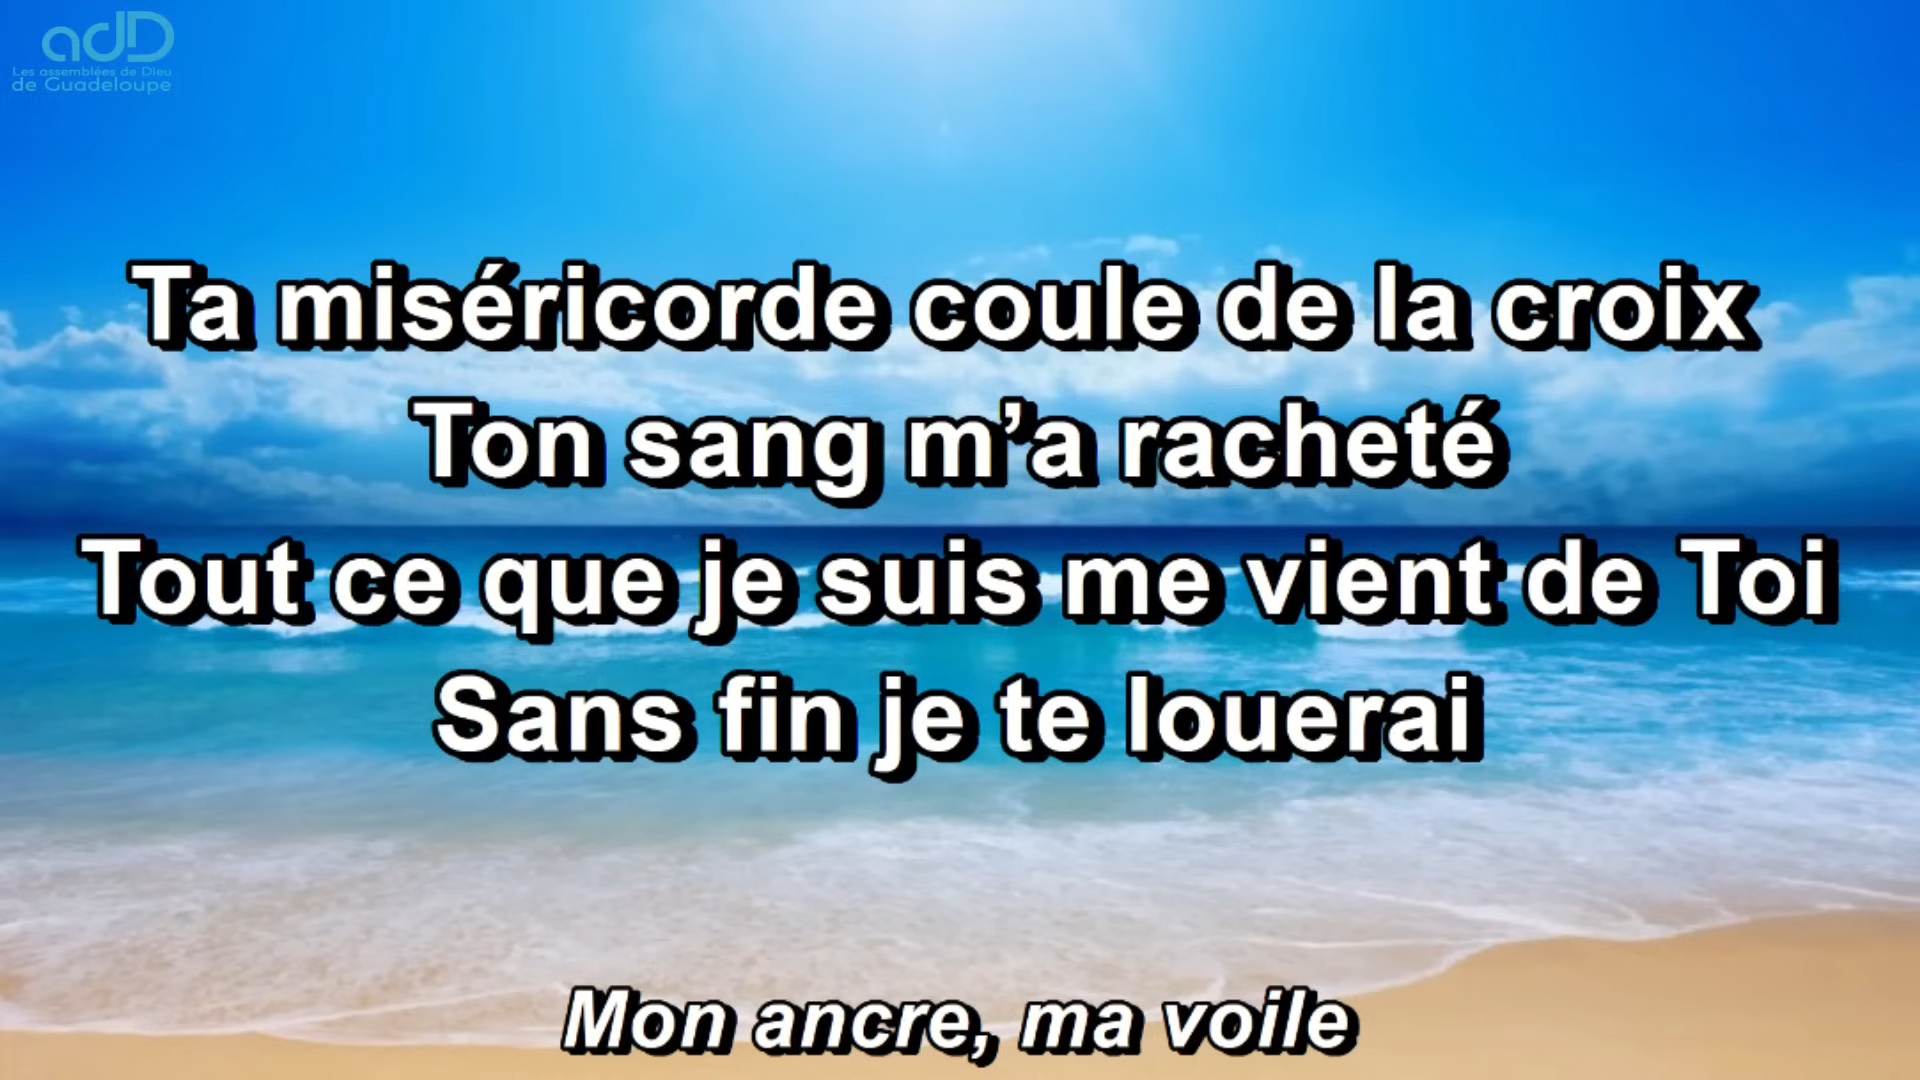 adD
Les assemblées de Dieu
de Guadeloupe
Ta miséricorde coule de la croix
Ton sang m’a racheté
Tout ce que je suis me vient de Toi
Sans fin je te louerai
Mon ancre, ma voile